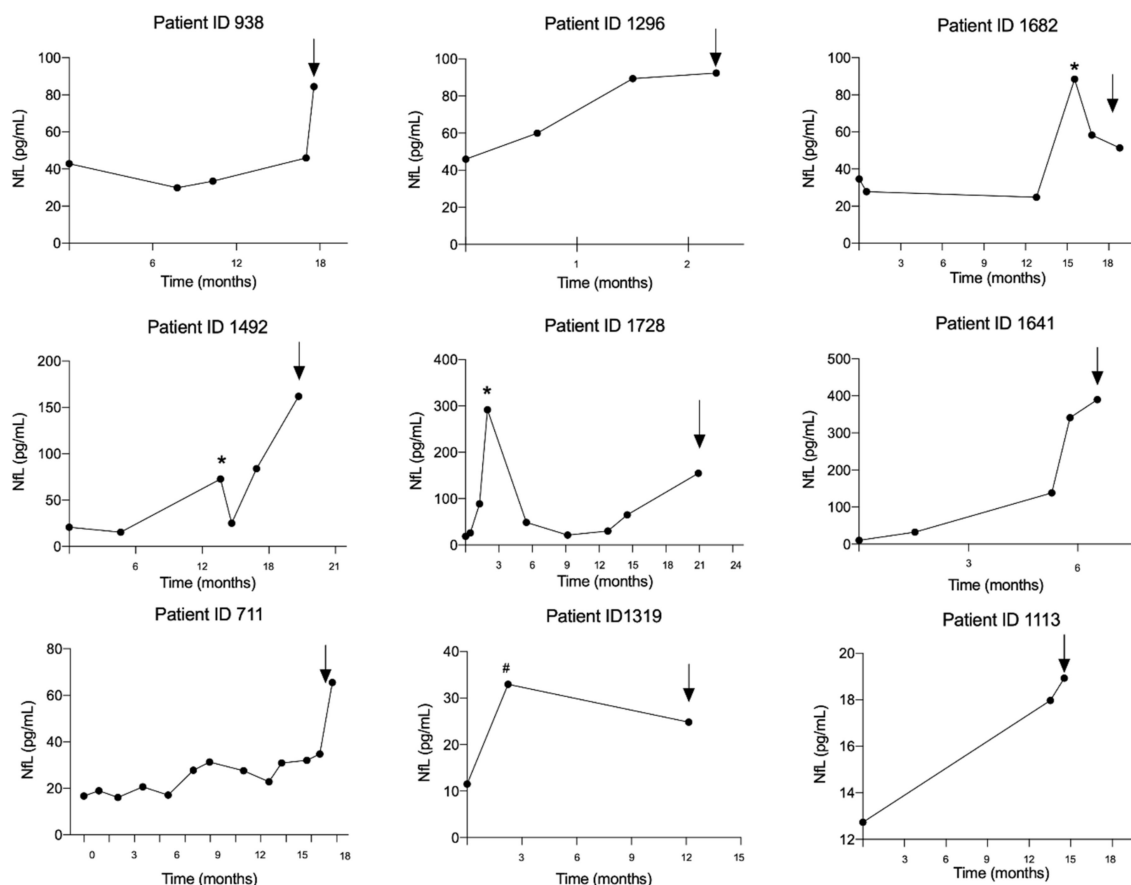 Patient ID 938
100
80
60
40
20
0
NfL (pg/mL)
6 12 18
Time (months)
Patient ID 1296
100
80
60
40
20
0
NfL (pg/mL)
1 2
Time (months)
Patient ID 1682
*
100
80
60
40
20
0
NfL (pg/mL)
3 6 9 12 15 18
Time (months)
Patient ID 1492
*
200
150
100
50
0
NfL (pg/mL)
6 12 18 21
Time (months)
Patient ID 1728
*
400
300
200
100
0
NfL (pg/mL)
3 6 9 12 15 18 21 24
Time (months)
Patient ID 1641
500
400
300
200
100
0
NfL (pg/mL)
3 6
Time (months)
Patient ID 711
80
60
40
20
0
NfL (pg/mL)
0 3 6 9 12 15 18
Time (months)
Patient ID1319
#
40
30
20
10
0
NfL (pg/mL)
3 6 9 12 15
Time (months)
Patient ID 1113
20
18
16
14
12
NfL (pg/mL)
3 6 9 12 15 18
Time (months)